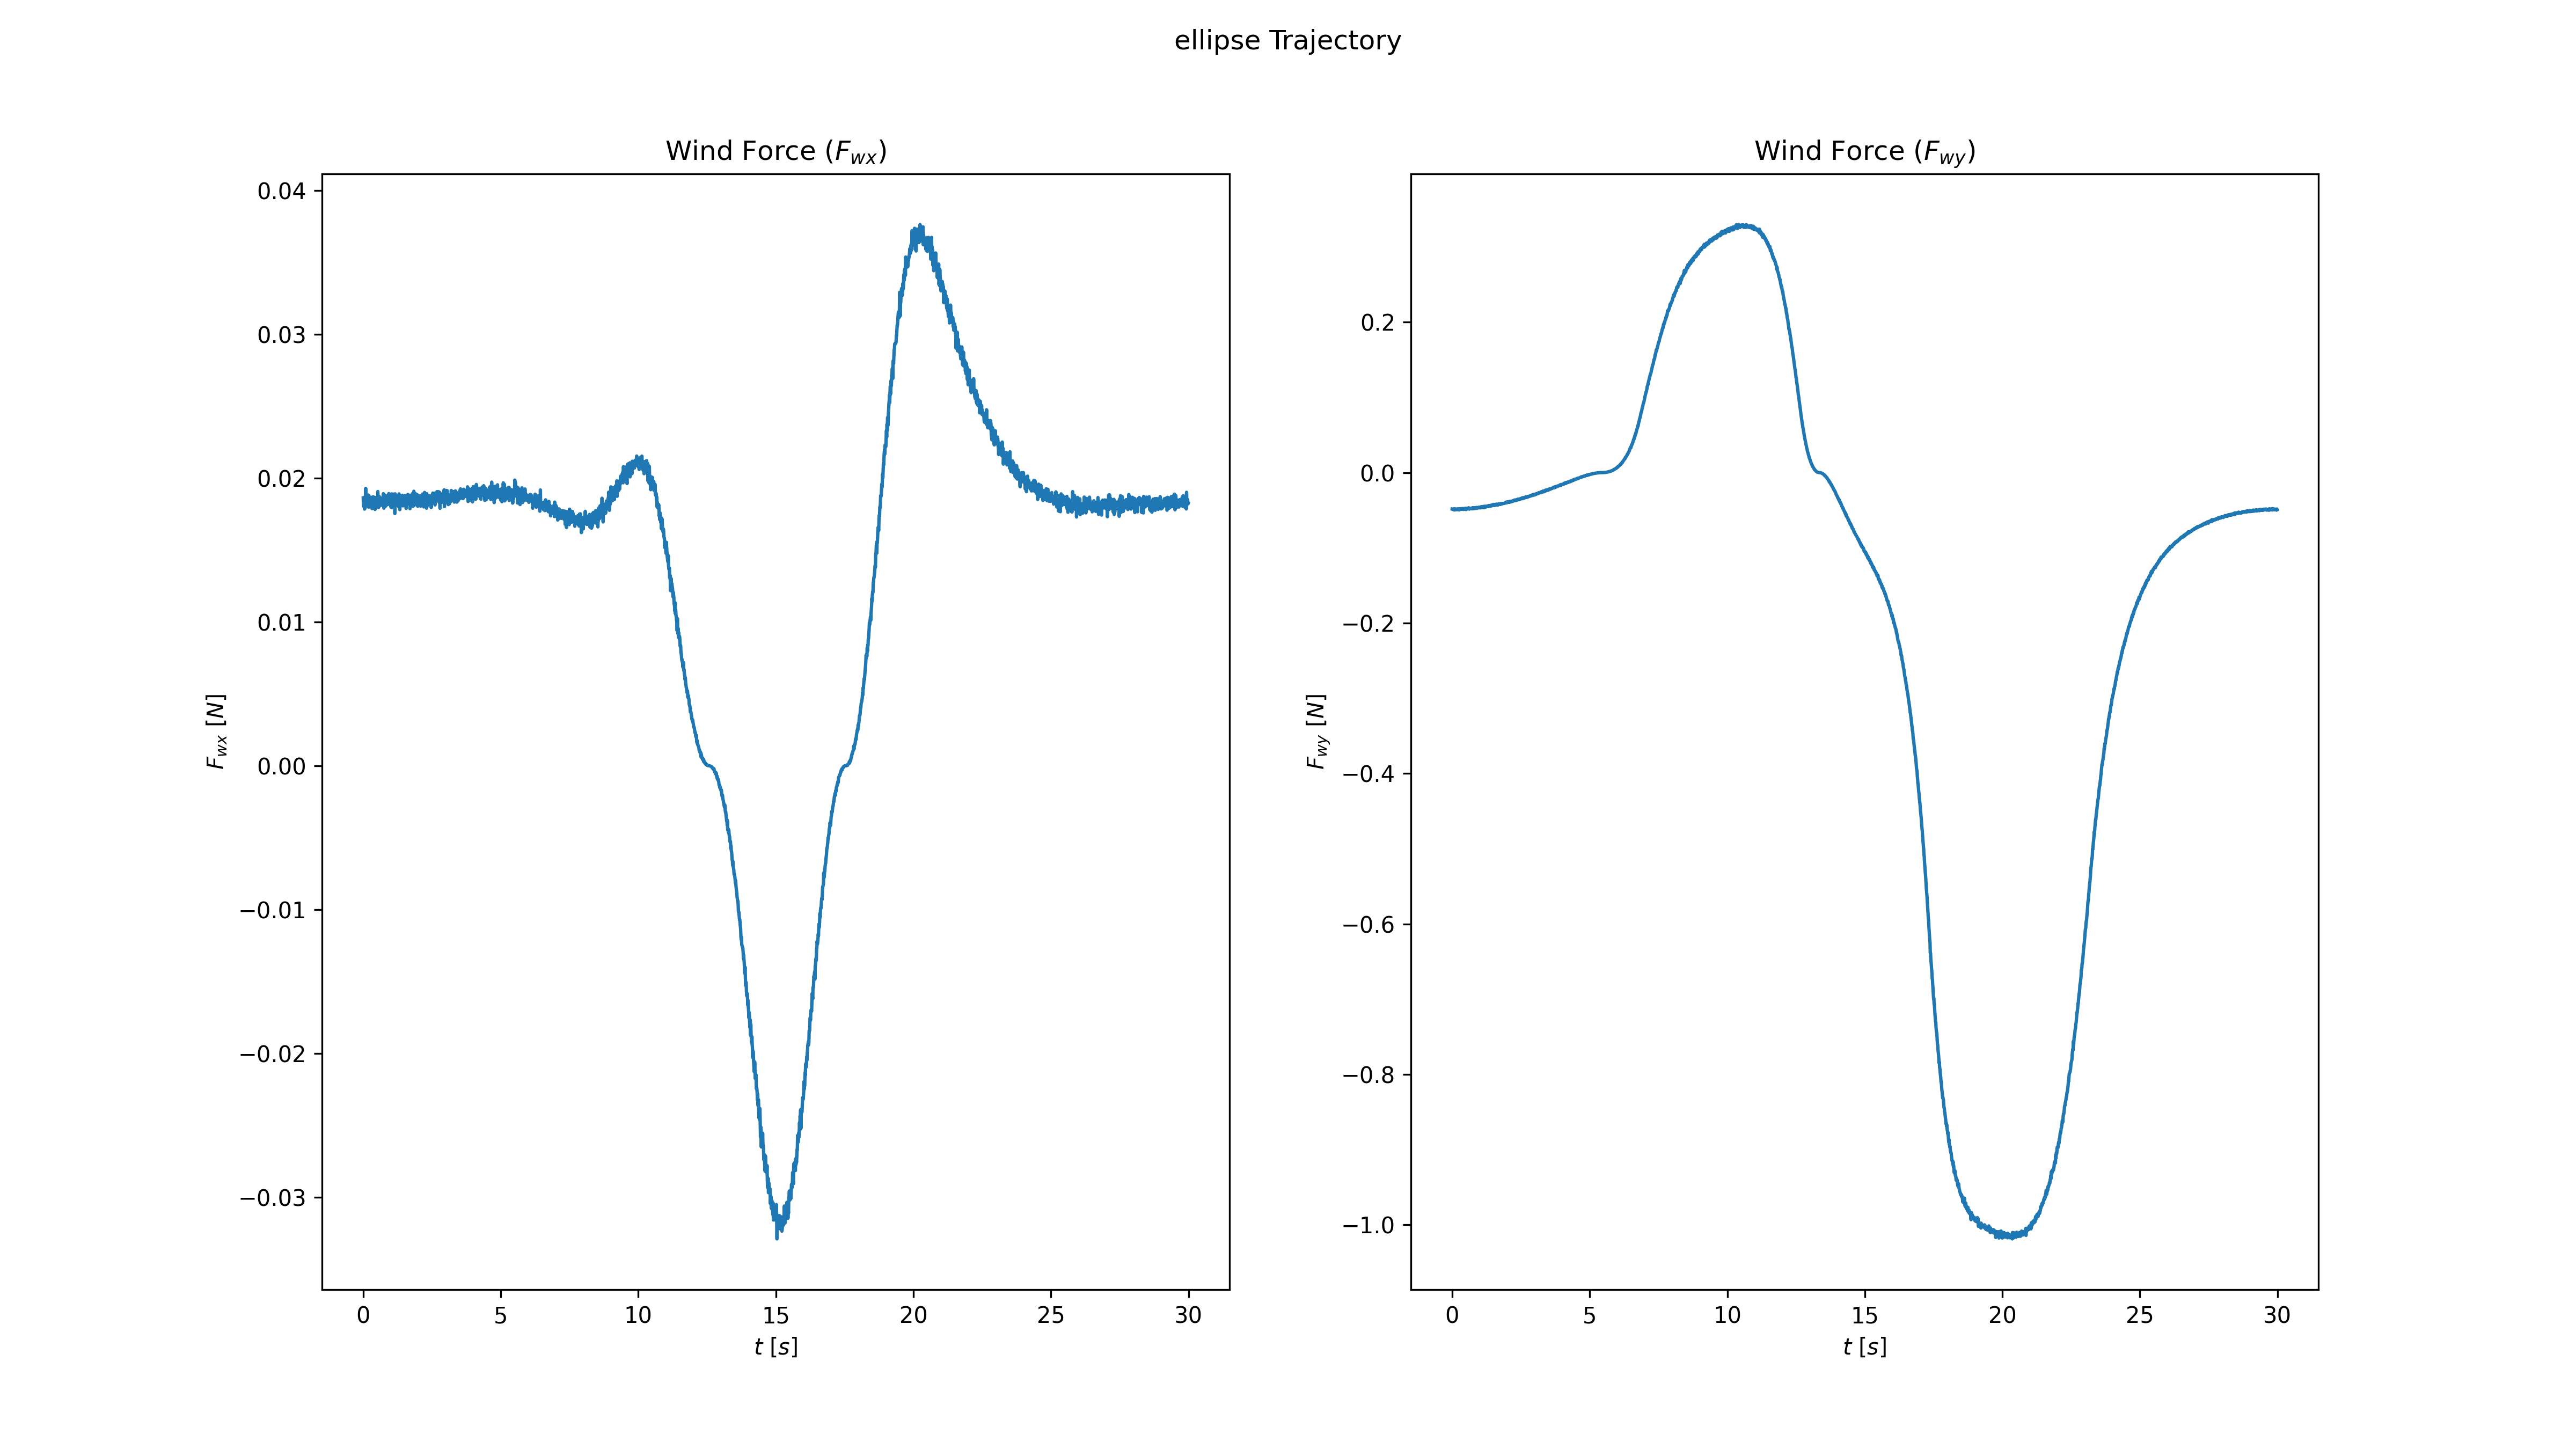 ellipse Trajectory
Wind Force (F_wx)
0.04
0.03
0.02
0.01
0.00
−0.01
−0.02
−0.03
F_wx [N]
0 5 10 15 20 25 30
t [s]
Wind Force (F_wy)
0.2
0.0
−0.2
−0.4
−0.6
−0.8
−1.0
F_wy [N]
0 5 10 15 20 25 30
t [s]